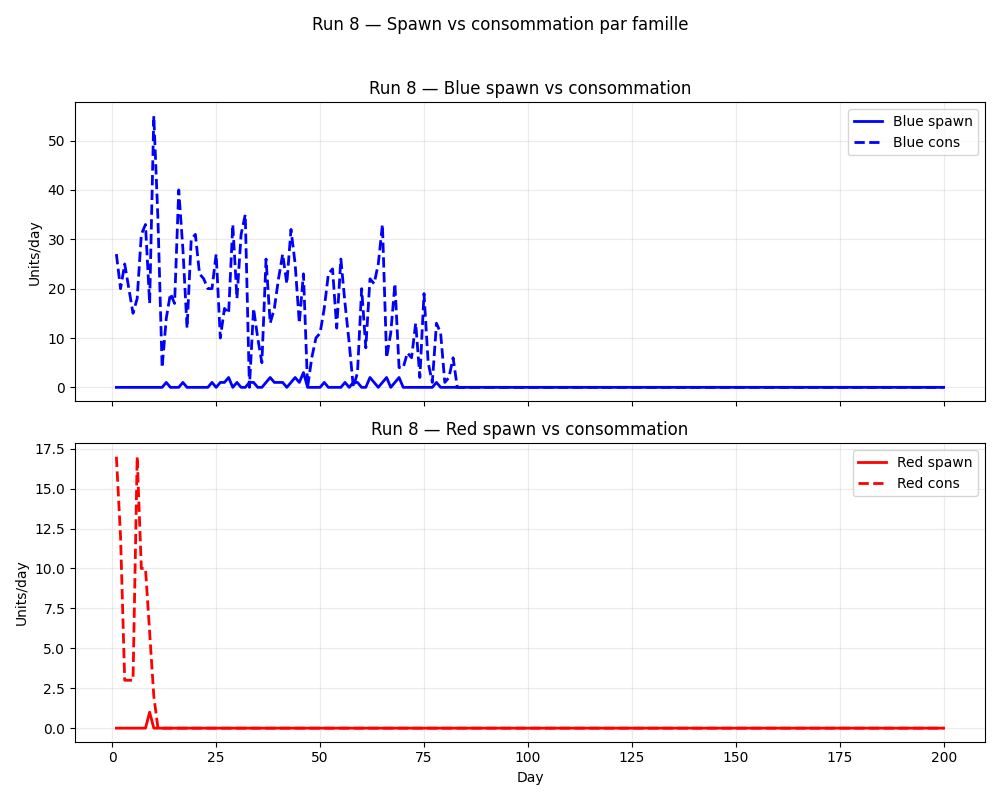 Run 8 — Spawn vs consommation par famille
Run 8 — Blue spawn vs consommation
Blue spawn
Blue cons
50
40
30
20
10
0
Units/day
Run 8 — Red spawn vs consommation
Red spawn
Red cons
17.5
15.0
12.5
10.0
7.5
5.0
2.5
0.0
Units/day
0 25 50 75 100 125 150 175 200
Day